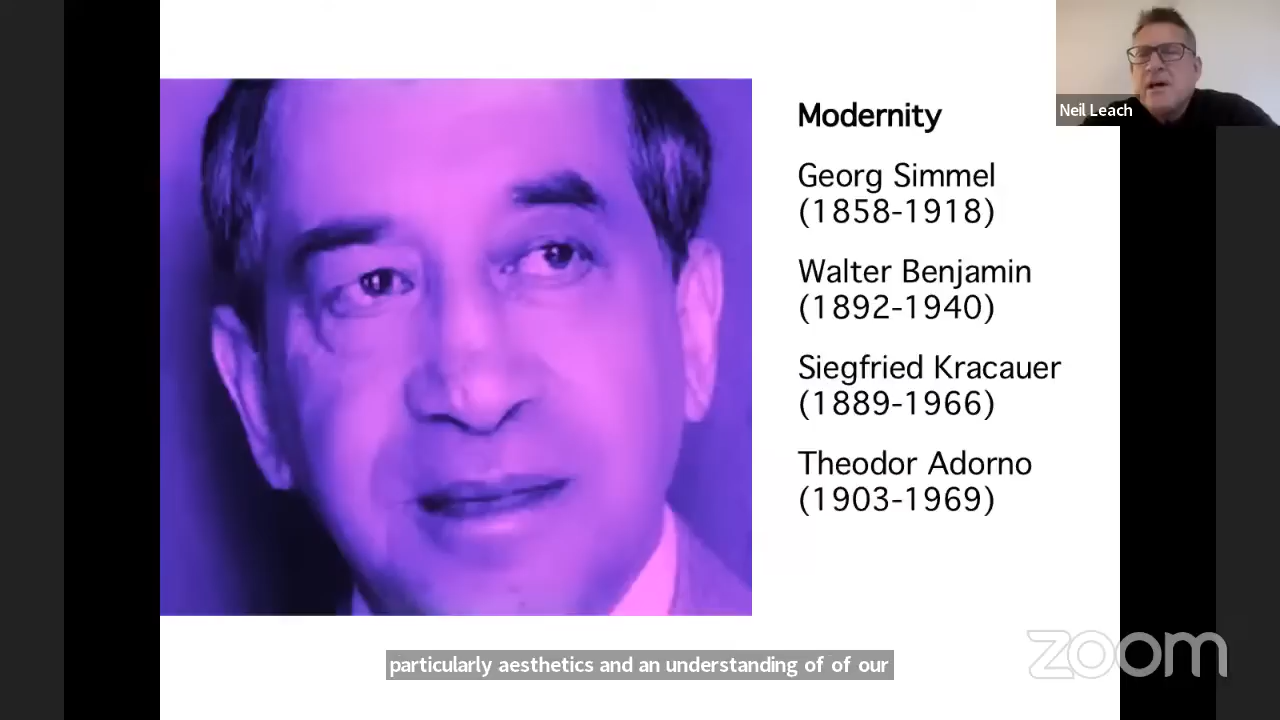 Modernity
Georg Simmel
(1858-1918)
Walter Benjamin
(1892-1940)
Siegfried Kracauer
(1889-1966)
Theodor Adorno
(1903-1969)
Neil Leach
particularly aesthetics and an understanding of of our
zoom